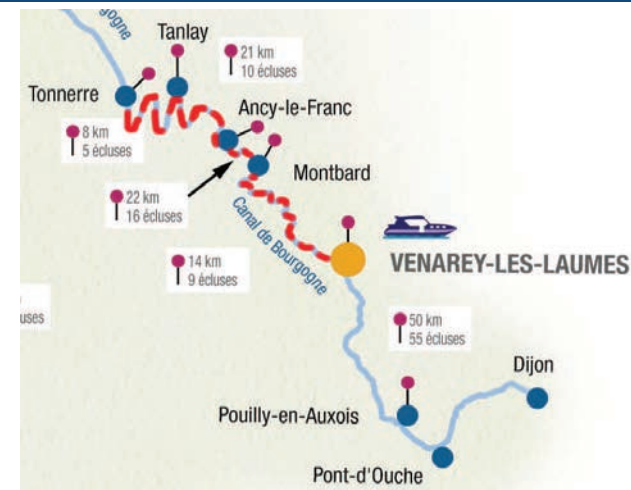 ogogne
Tanlay
21 km
10 écluses
Tonnerre
Ancy-le-Franc
8 km
5 écluses
Montbard
22 km
16 écluses
Canal de Bourgogne
14 km
9 écluses
VENAREY-LES-LAUMES
uses
50 km
55 écluses
Dijon
Pouilly-en-Auxois
Pont-d'Ouche